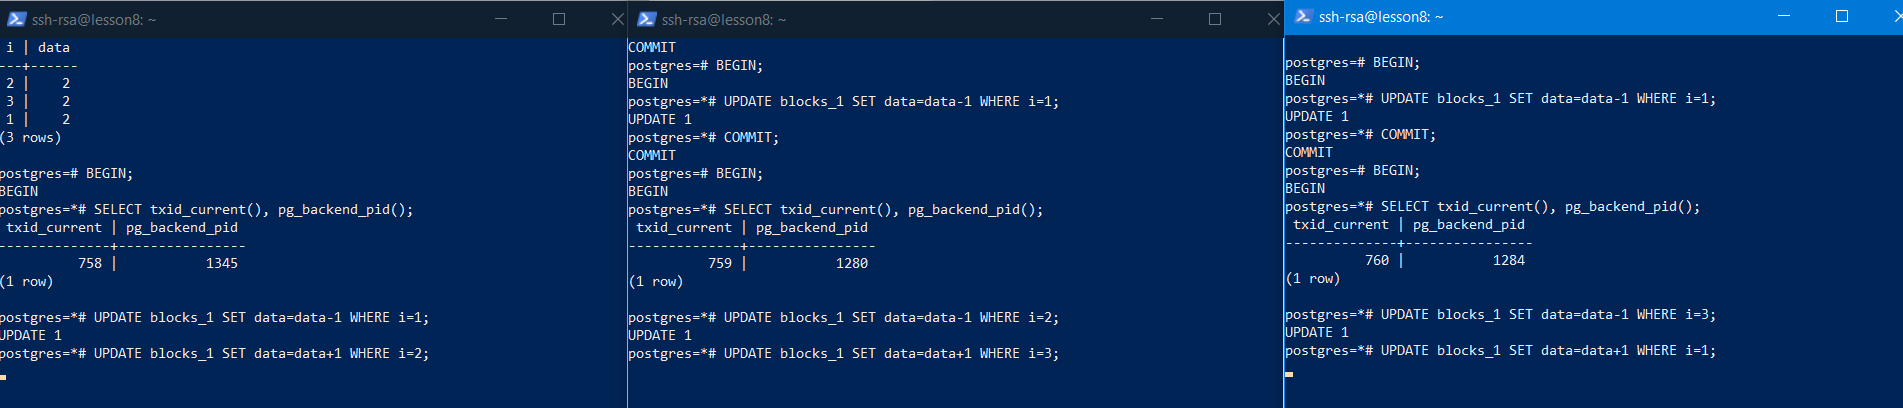 ssh-rsa@lesson8: ~
i | data
---+------
2 | 2
3 | 2
1 | 2
(3 rows)
postgres=# BEGIN;
BEGIN
postgres=*# SELECT txid_current(), pg_backend_pid();
txid_current | pg_backend_pid
--------------+----------------
758 | 1345
(1 row)
postgres=*# UPDATE blocks_1 SET data=data-1 WHERE i=1;
UPDATE 1
postgres=*# UPDATE blocks_1 SET data=data+1 WHERE i=2;
ssh-rsa@lesson8: ~
COMMIT
postgres=# BEGIN;
BEGIN
postgres=*# UPDATE blocks_1 SET data=data-1 WHERE i=1;
UPDATE 1
postgres=*# COMMIT;
COMMIT
postgres=# BEGIN;
BEGIN
postgres=*# SELECT txid_current(), pg_backend_pid();
txid_current | pg_backend_pid
--------------+----------------
759 | 1280
(1 row)
postgres=*# UPDATE blocks_1 SET data=data-1 WHERE i=2;
UPDATE 1
postgres=*# UPDATE blocks_1 SET data=data+1 WHERE i=3;
ssh-rsa@lesson8: ~
postgres=# BEGIN;
BEGIN
postgres=*# UPDATE blocks_1 SET data=data-1 WHERE i=1;
UPDATE 1
postgres=*# COMMIT;
COMMIT
postgres=# BEGIN;
BEGIN
postgres=*# SELECT txid_current(), pg_backend_pid();
txid_current | pg_backend_pid
--------------+----------------
760 | 1284
(1 row)
postgres=*# UPDATE blocks_1 SET data=data-1 WHERE i=3;
UPDATE 1
postgres=*# UPDATE blocks_1 SET data=data+1 WHERE i=1;